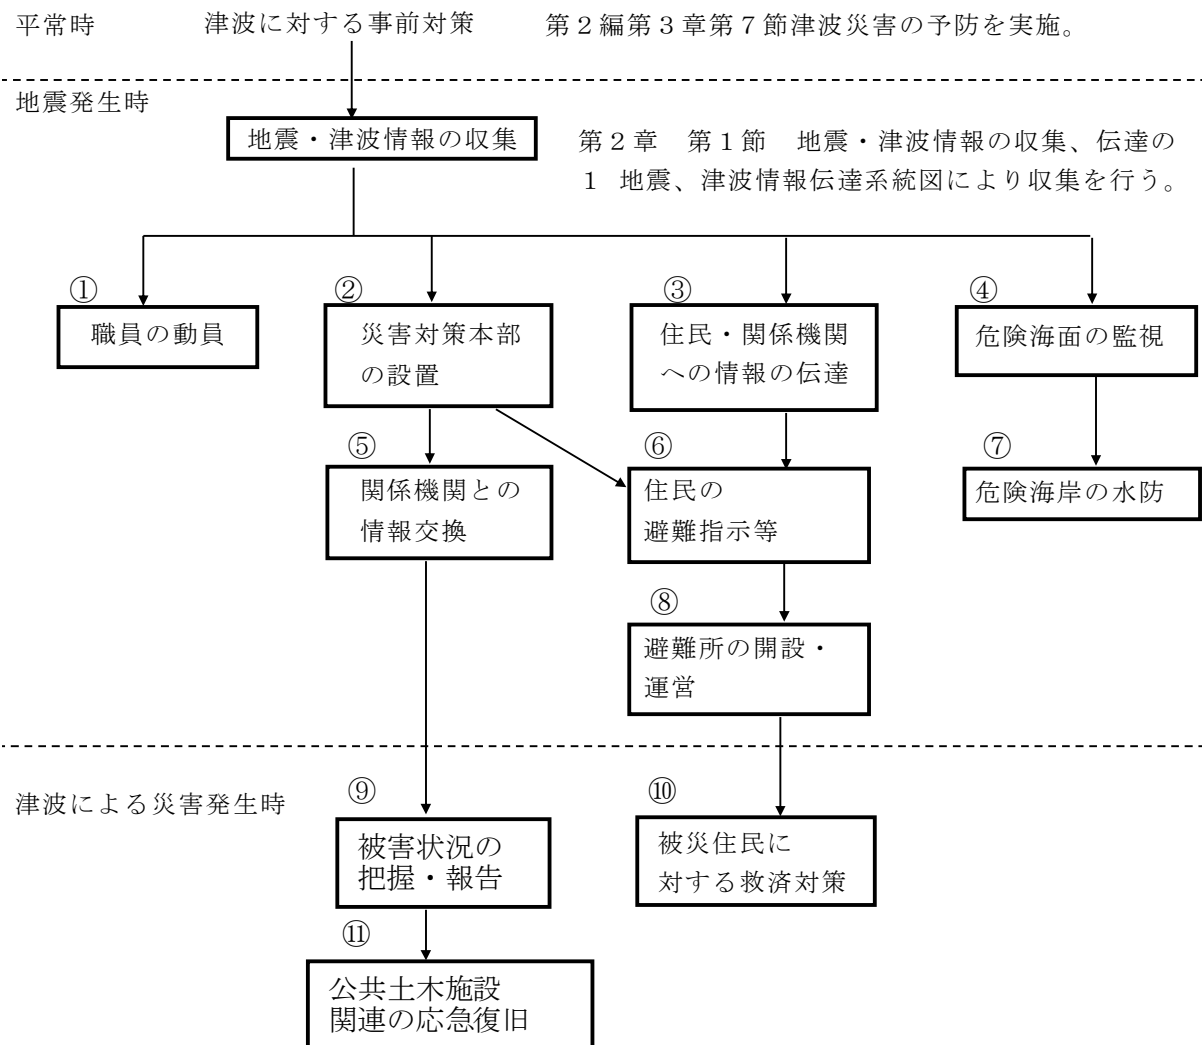 平常時　津波に対する事前対策　第２編第３章第７節津波災害の予防を実施。
地震発生時
地震・津波情報の収集
第２章　第１節　地震・津波情報の収集、伝達の
１ 地震、津波情報伝達系統図により収集を行う。
①
職員の動員
②
災害対策本部
の設置
③
住民・関係機関
への情報の伝達
④
危険海面の監視
⑤
関係機関との
情報交換
⑥
住民の
避難指示等
⑦
危険海岸の水防
⑧
避難所の開設・
運営
津波による災害発生時
⑨
被害状況の
把握・報告
⑩
被災住民に
対する救済対策
⑪
公共土木施設
関連の応急復旧